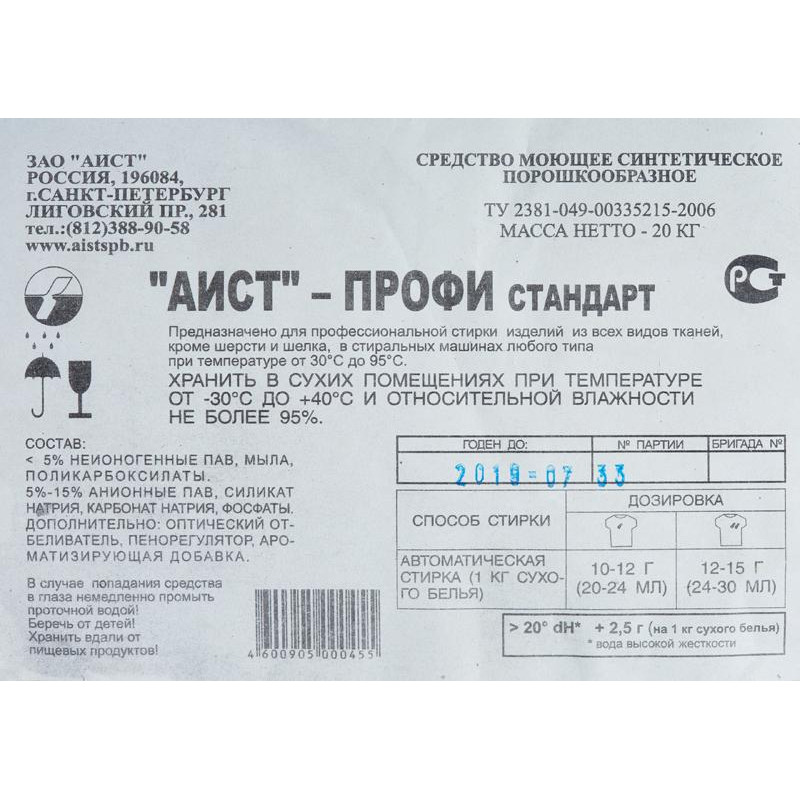 ЗАО "АИСТ"
РОССИЯ, 196084,
г.САНКТ-ПЕТЕРБУРГ
ЛИГОВСКИЙ ПР., 281
тел.:(812)388-90-58
www.aistspb.ru
СРЕДСТВО МОЮЩЕЕ СИНТЕТИЧЕСКОЕ
ПОРОШКООБРАЗНОЕ
ТУ 2381-049-00335215-2006
МАССА НЕТТО - 20 КГ
"АИСТ" – ПРОФИ СТАНДАРТ
РСТ
Предназначено для профессиональной стирки изделий из всех видов тканей,
кроме шерсти и шелка, в стиральных машинах любого типа
при температуре от 30°С до 95°С.
ХРАНИТЬ В СУХИХ ПОМЕЩЕНИЯХ ПРИ ТЕМПЕРАТУРЕ
ОТ -30°С ДО +40°С И ОТНОСИТЕЛЬНОЙ ВЛАЖНОСТИ
НЕ БОЛЕЕ 95%.
СОСТАВ:
< 5% НЕИОНОГЕННЫЕ ПАВ, МЫЛА,
ПОЛИКАРБОКСИЛАТЫ.
5%-15% АНИОННЫЕ ПАВ, СИЛИКАТ
НАТРИЯ, КАРБОНАТ НАТРИЯ, ФОСФАТЫ.
ДОПОЛНИТЕЛЬНО: ОПТИЧЕСКИЙ ОТ-
БЕЛИВАТЕЛЬ, ПЕНОРЕГУЛЯТОР, АРО-
МАТИЗИРУЮЩАЯ ДОБАВКА.
В случае попадания средства
в глаза немедленно промыть
проточной водой!
Беречь от детей!
Хранить вдали от
пищевых продуктов!
4 600905 000455
ГОДЕН ДО: № ПАРТИИ БРИГАДА №
2019-07 33
СПОСОБ СТИРКИ ДОЗИРОВКА
АВТОМАТИЧЕСКАЯ
СТИРКА (1 КГ СУХО-
ГО БЕЛЬЯ)
10-12 Г
(20-24 МЛ)
12-15 Г
(24-30 МЛ)
> 20° dH* + 2,5 г (на 1 кг сухого белья)
* вода высокой жесткости